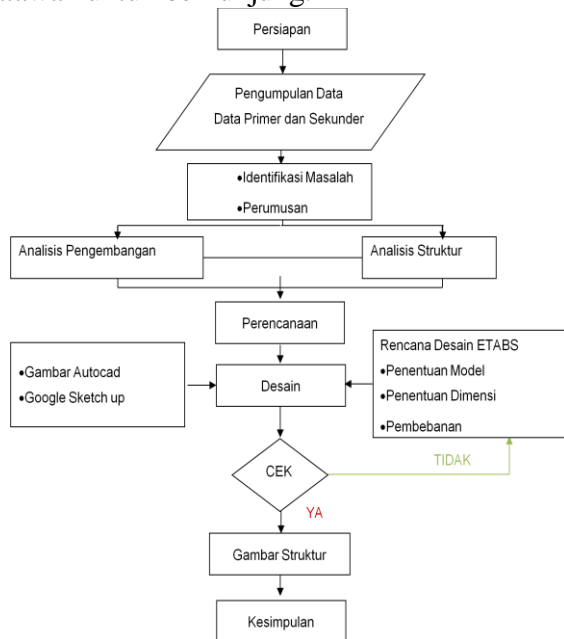 Persiapan
Pengumpulan Data
Data Primer dan Sekunder
•Identifikasi Masalah
•Perumusan
Analisis Pengembangan
Analisis Struktur
Perencanaan
•Gambar Autocad
•Google Sketch up
Desain
Rencana Desain ETABS
•Penentuan Model
•Penentuan Dimensi
•Pembebanan
CEK
TIDAK
YA
Gambar Struktur
Kesimpulan